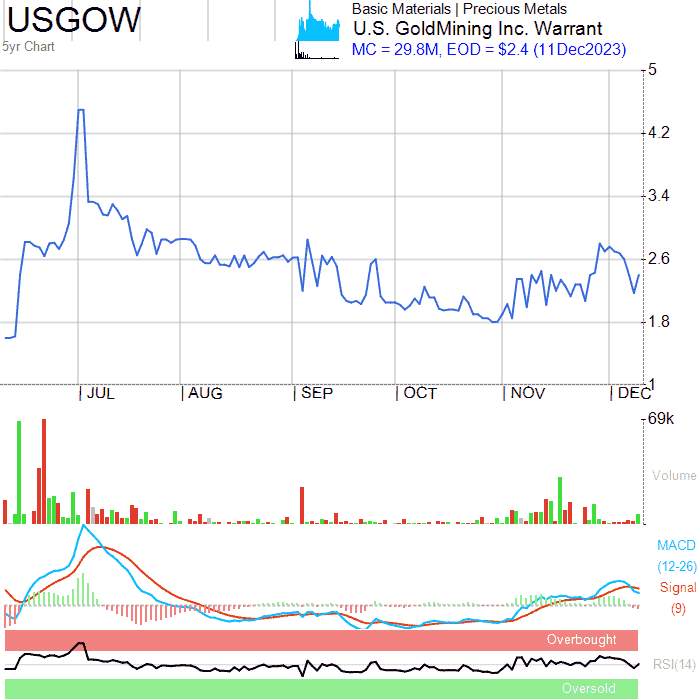 USGOW
5yr Chart
Basic Materials | Precious Metals
U.S. GoldMining Inc. Warrant
MC = 29.8M, EOD = $2.4 (11Dec2023)
5
4.2
3.4
2.6
1.8
1
| JUL | AUG | SEP | OCT | NOV | DEC
69k
Volume
MACD
(12-26)
Signal
(9)
Overbought
RSI(14)
Oversold